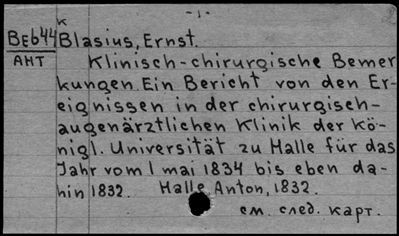 -1-
K
BE644 Blasius, Ernst.
AHT Klinisch-chirurgische Bemer
kungen. Ein Bericht von den Er-
eignissen in der chirurgisch-
augenärztlichen Klinik der kö-
nigl. Universität zu Halle für das
Jahr vom 1 mai 1834 bis eben da-
hin 1832. Halle, Anton, 1832.
см. след. карт.